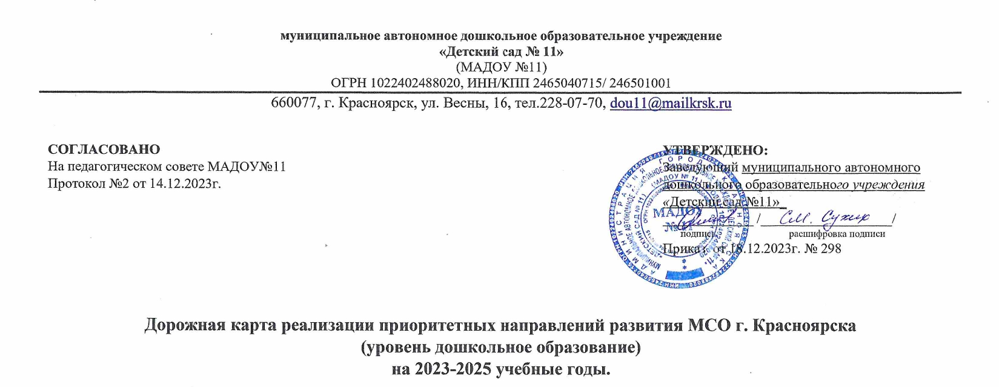 муниципальное автономное дошкольное образовательное учреждение
«Детский сад № 11»
(МАДОУ №11)
ОГРН 1022402488020, ИНН/КПП 2465040715/ 246501001
660077, г. Красноярск, ул. Весны, 16, тел.228-07-70, dou11@mailkrsk.ru
СОГЛАСОВАНО
На педагогическом совете МАДОУ№11
Протокол №2 от 14.12.2023г.
УТВЕРЖДЕНО:
Заведующий муниципального автономного
дошкольного образовательного учреждения
«Детский сад №11»
/ С.М. Сухих /
подпись расшифровка подписи
Приказ от 18.12.2023г. № 298
МАДОУ
№ 11
Дорожная карта реализации приоритетных направлений развития МСО г. Красноярска
(уровень дошкольное образование)
на 2023-2025 учебные годы.